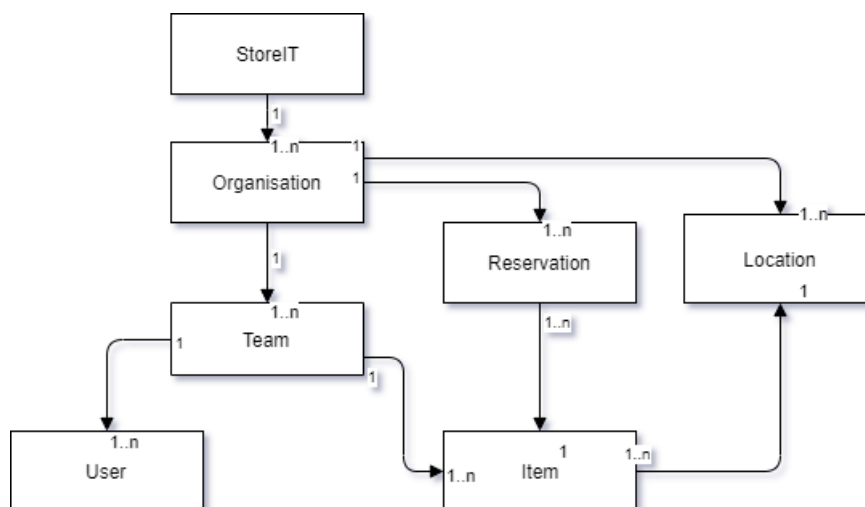 StoreIT
1
1..n
1
Organisation
1
1
1..n
1..n
Reservation
Location
1
1..n
1
Team
1
1..n
1
1..n
1
1..n
User
1..n
Item